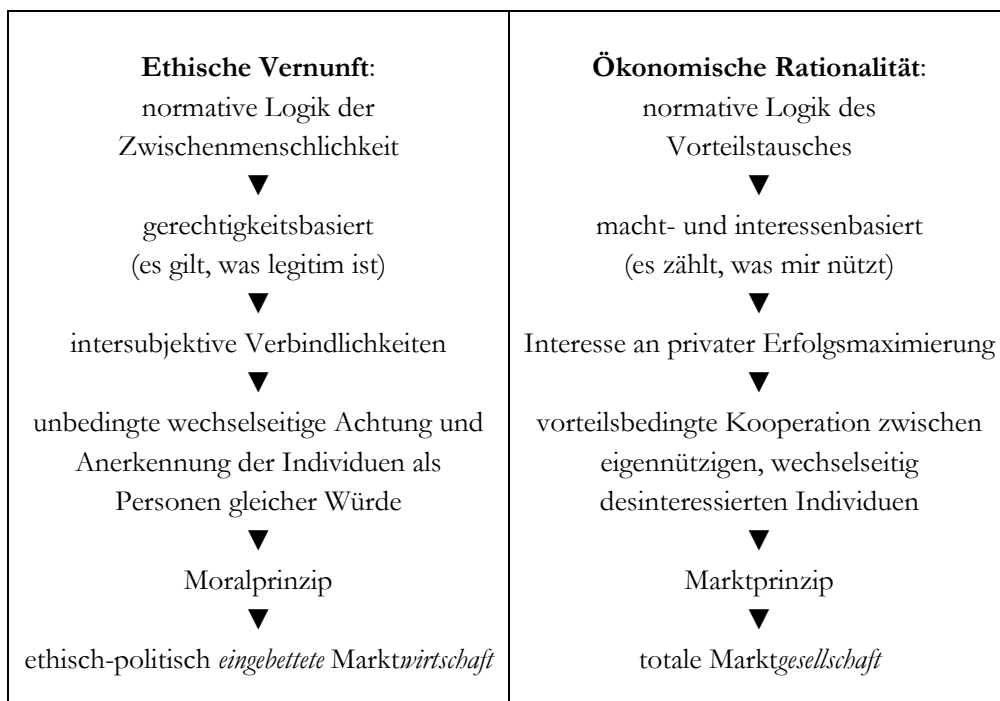 Ethische Vernunft:
normative Logik der
Zwischenmenschlichkeit
▼
gerechtigkeitsbasiert
(es gilt, was legitim ist)
▼
intersubjektive Verbindlichkeiten
▼
unbedingte wechselseitige Achtung und
Anerkennung der Individuen als
Personen gleicher Würde
▼
Moralprinzip
▼
ethisch-politisch eingebettete Marktwirtschaft
Ökonomische Rationalität:
normative Logik des
Vorteilstausches
▼
macht- und interessenbasiert
(es zählt, was mir nützt)
▼
Interesse an privater Erfolgsmaximierung
▼
vorteilsbedingte Kooperation zwischen
eigennützigen, wechselseitig
desinteressierten Individuen
▼
Marktprinzip
▼
totale Marktgesellschaft